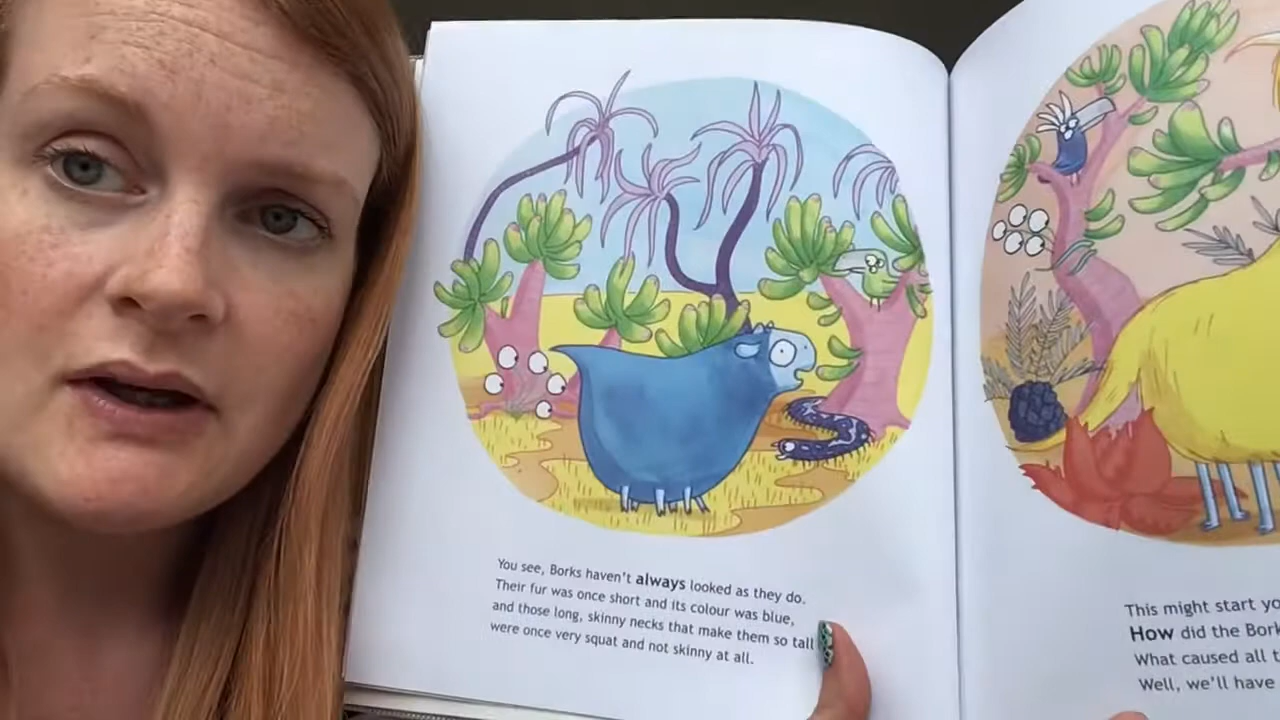 You see, Borks haven't always looked as they do.
Their fur was once short and its colour was blue,
and those long, skinny necks that make them so tall
were once very squat and not skinny at all.
This might start yo
How did the Bork
What caused all t
Well, we'll have